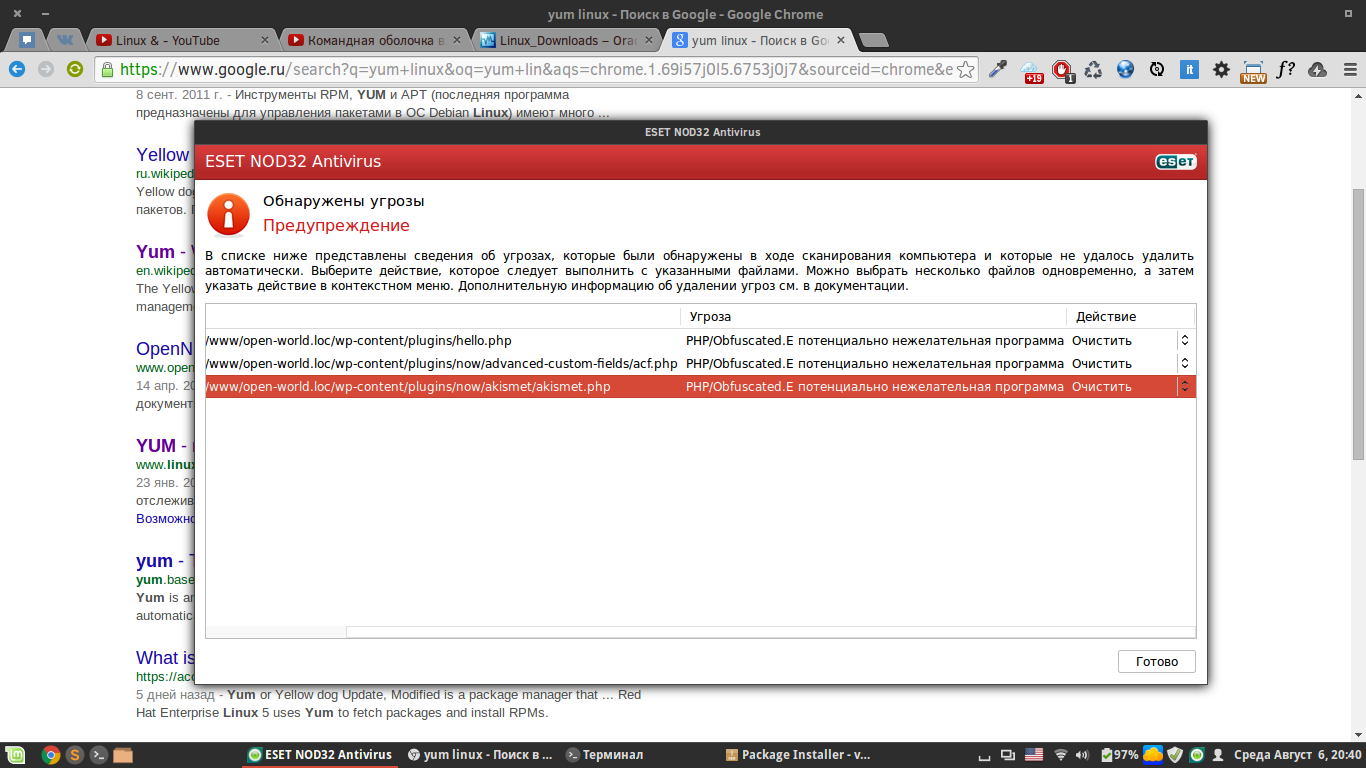 yum linux - Поиск в Google - Google Chrome
Linux & - YouTube
Командная оболочка в
Linux_Downloads – Orac
yum linux - Поиск в Go
https://www.google.ru/search?q=yum+linux&oq=yum+lin&aqs=chrome.1.69i57j0l5.6753j0j7&sourceid=chrome&e
+19
1
it
NEW
f?
8 сент. 2011 г. - Инструменты RPM, YUM и APT (последняя программа
предназначены для управления пакетами в ОС Debian Linux) имеют много ...
ESET NOD32 Antivirus
ESET NOD32 Antivirus
eset
Обнаружены угрозы
Предупреждение
В списке ниже представлены сведения об угрозах, которые были обнаружены в ходе сканирования компьютера и которые не удалось удалить
автоматически. Выберите действие, которое следует выполнить с указанными файлами. Можно выбрать несколько файлов одновременно, а затем
указать действие в контекстном меню. Дополнительную информацию об удалении угроз см. в документации.
Угроза
Действие
/www/open-world.loc/wp-content/plugins/hello.php
PHP/Obfuscated.E потенциально нежелательная программа
Очистить
/www/open-world.loc/wp-content/plugins/now/advanced-custom-fields/acf.php
PHP/Obfuscated.E потенциально нежелательная программа
Очистить
/www/open-world.loc/wp-content/plugins/now/akismet/akismet.php
PHP/Obfuscated.E потенциально нежелательная программа
Очистить
Готово
Yellow
ru.wikiped
Yellow dog
пакетов.
Yum -
en.wikiped
The Yellow
managem
OpenN
www.open
14 апр. 20
документ
YUM -
www.linux
23 янв. 20
отслежив
Возможно
yum -
yum.base
Yum is an
automatic
What is
https://acc
5 дней назад - Yum or Yellow dog Update, Modified is a package manager that ... Red
Hat Enterprise Linux 5 uses Yum to fetch packages and install RPMs.
ESET NOD32 Antivirus
yum linux - Поиск в ...
Терминал
Package Installer - v...
97%
Среда Август 6, 20:40